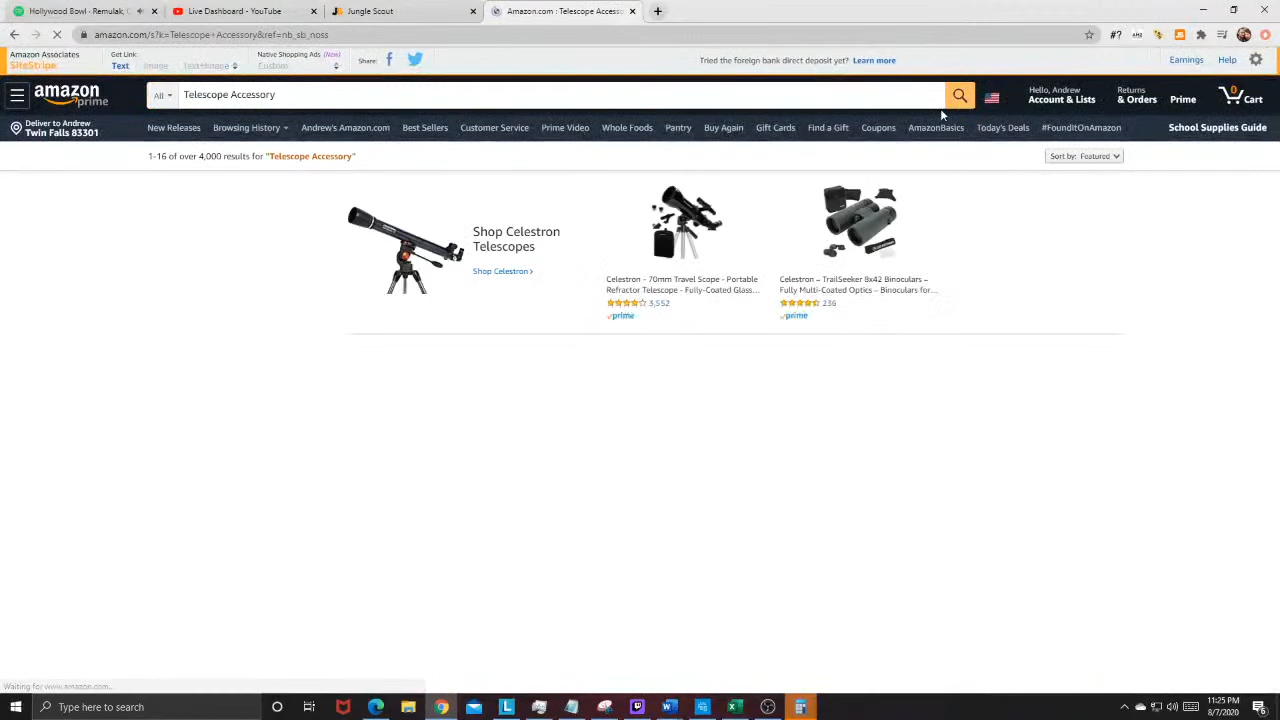 Hollywood Bowl - Remulak,
Live Dashboard - YouTube
Jungle Scout
Amazon.com : Telescope Accesso
amazon.com/s?k=Telescope+Accessory&ref=nb_sb_noss
Amazon Associates
SiteStripe
Get Link:
Text Image Text+Image
Native Shopping Ads (New)
Custom
Share:
Tried the foreign bank direct deposit yet? Learn more
Earnings Help
amazon
prime
All
Telescope Accessory
Hello, Andrew
Account & Lists
Returns
& Orders
Prime
0
Cart
Deliver to Andrew
Twin Falls 83301
New Releases Browsing History Andrew's Amazon.com Best Sellers Customer Service Prime Video Whole Foods Pantry Buy Again Gift Cards Find a Gift Coupons AmazonBasics Today's Deals #FoundItOnAmazon
School Supplies Guide
1-16 of over 4,000 results for "Telescope Accessory"
Sort by: Featured
Shop Celestron
Telescopes
Shop Celestron ›
Celestron - 70mm Travel Scope - Portable
Refractor Telescope - Fully-Coated Glass…
3,552
prime
Celestron – TrailSeeker 8x42 Binoculars –
Fully Multi-Coated Optics – Binoculars for…
236
prime
Waiting for www.amazon.com...
Type here to search
11:25 PM
8/7/2020